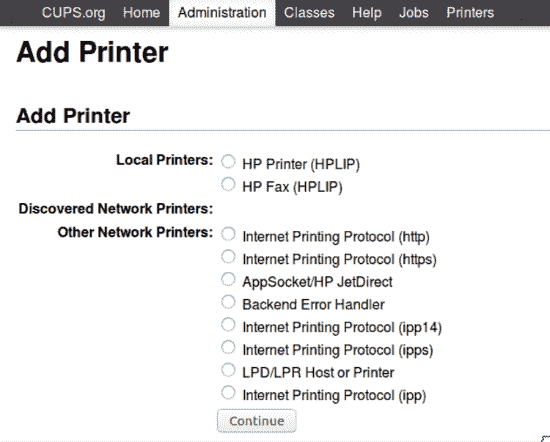 CUPS.org Home Administration Classes Help Jobs Printers
Add Printer
Add Printer
Local Printers: HP Printer (HPLIP)
HP Fax (HPLIP)
Discovered Network Printers:
Other Network Printers: Internet Printing Protocol (http)
Internet Printing Protocol (https)
AppSocket/HP JetDirect
Backend Error Handler
Internet Printing Protocol (ipp14)
Internet Printing Protocol (ipps)
LPD/LPR Host or Printer
Internet Printing Protocol (ipp)
Continue